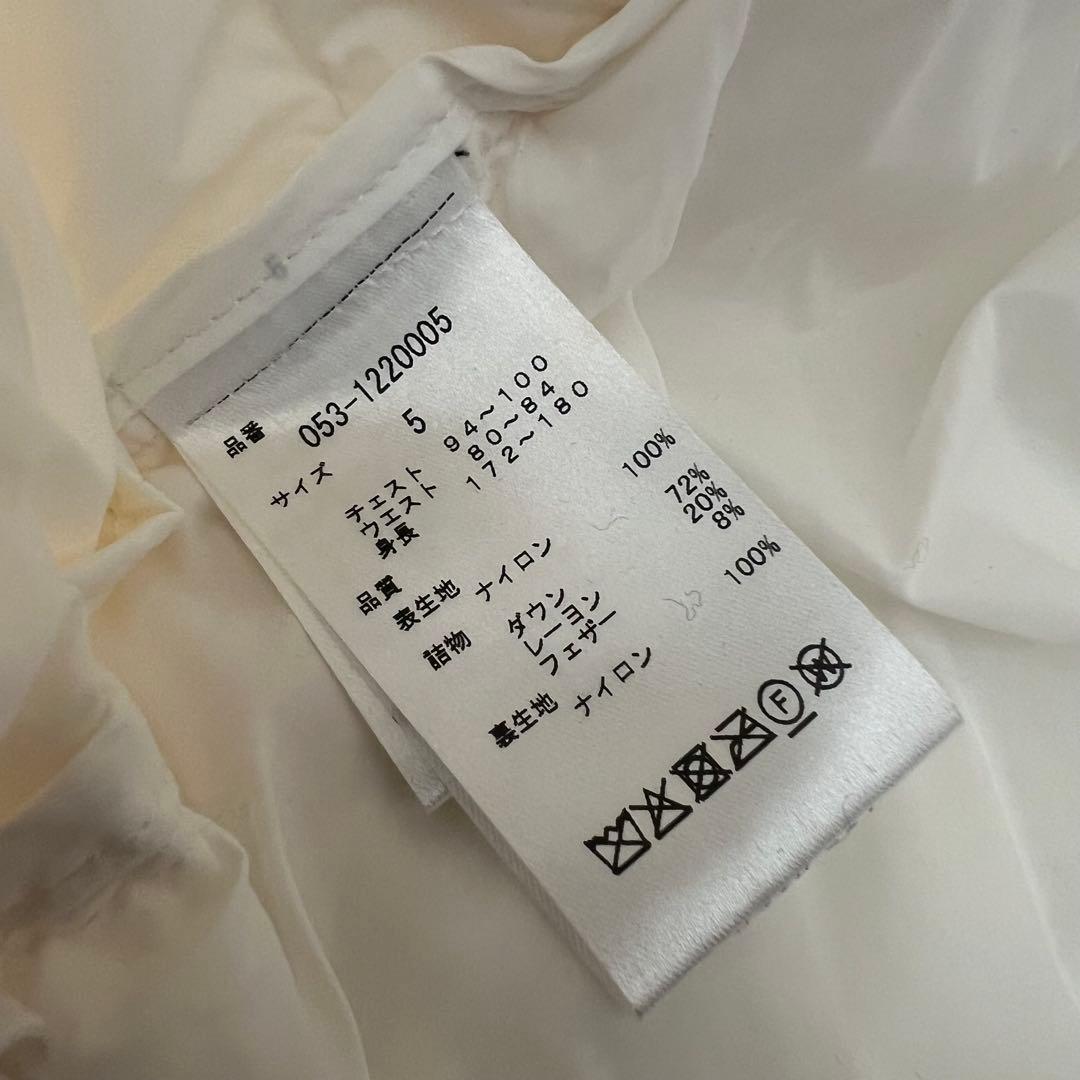 品番 053-1220005
サイズ 5
チェスト 94～100
ウエスト 80～84
身長 172～180
品質
表生地 ナイロン 100%
詰物 ダウン 72%
レーヨン 20%
フェザー 8%
裏生地 ナイロン 100%
F W